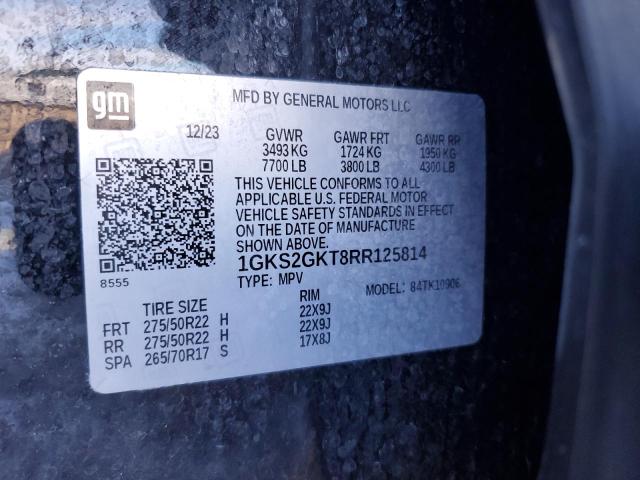 gm
MFD BY GENERAL MOTORS LLC
12/23 GVWR GAWR FRT GAWR RR
3493 KG 1724 KG 1950 KG
7700 LB 3800 LB 4300 LB
THIS VEHICLE CONFORMS TO ALL
APPLICABLE U.S. FEDERAL MOTOR
VEHICLE SAFETY STANDARDS IN EFFECT
ON THE DATE OF MANUFACTURE
SHOWN ABOVE.
1GKS2GKT8RR125814
8555 TYPE: MPV MODEL: 84TK10906
TIRE SIZE RIM
FRT 275/50R22 H 22X9J
RR 275/50R22 H 22X9J
SPA 265/70R17 S 17X8J